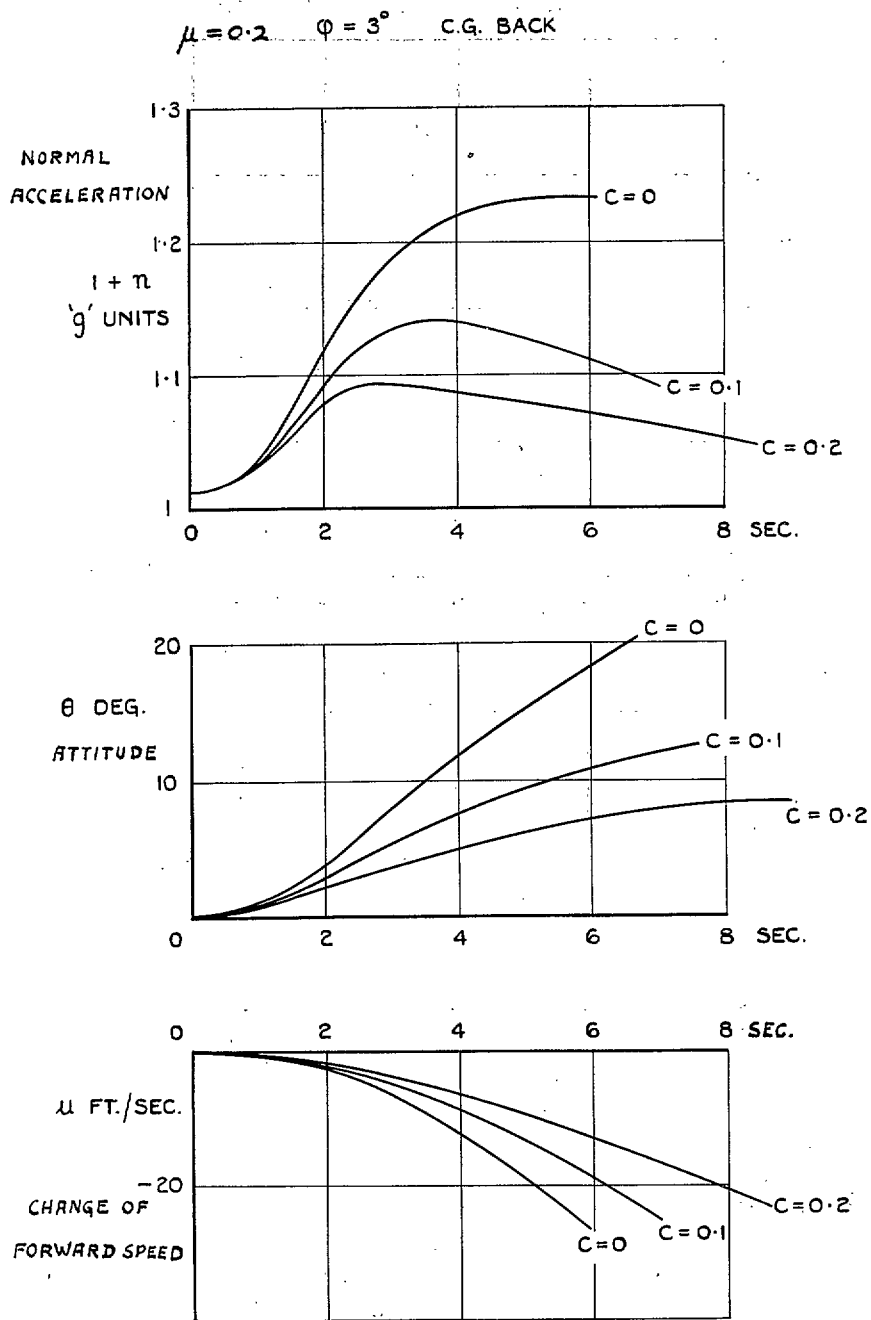 μ = 0·2 φ = 3° C.G. BACK
1·3
NORMAL
ACCELERATION
C = 0
1·2
1 + n
'g' UNITS
1·1
C = 0·1
C = 0·2
1
0 2 4 6 8 SEC.
20
C = 0
θ DEG.
ATTITUDE
C = 0·1
10
C = 0·2
0 2 4 6 8 SEC.
0 2 4 6 8 SEC.
u FT./SEC.
-20
CHANGE OF
FORWARD SPEED
C = 0·2
C = 0·1
C = 0